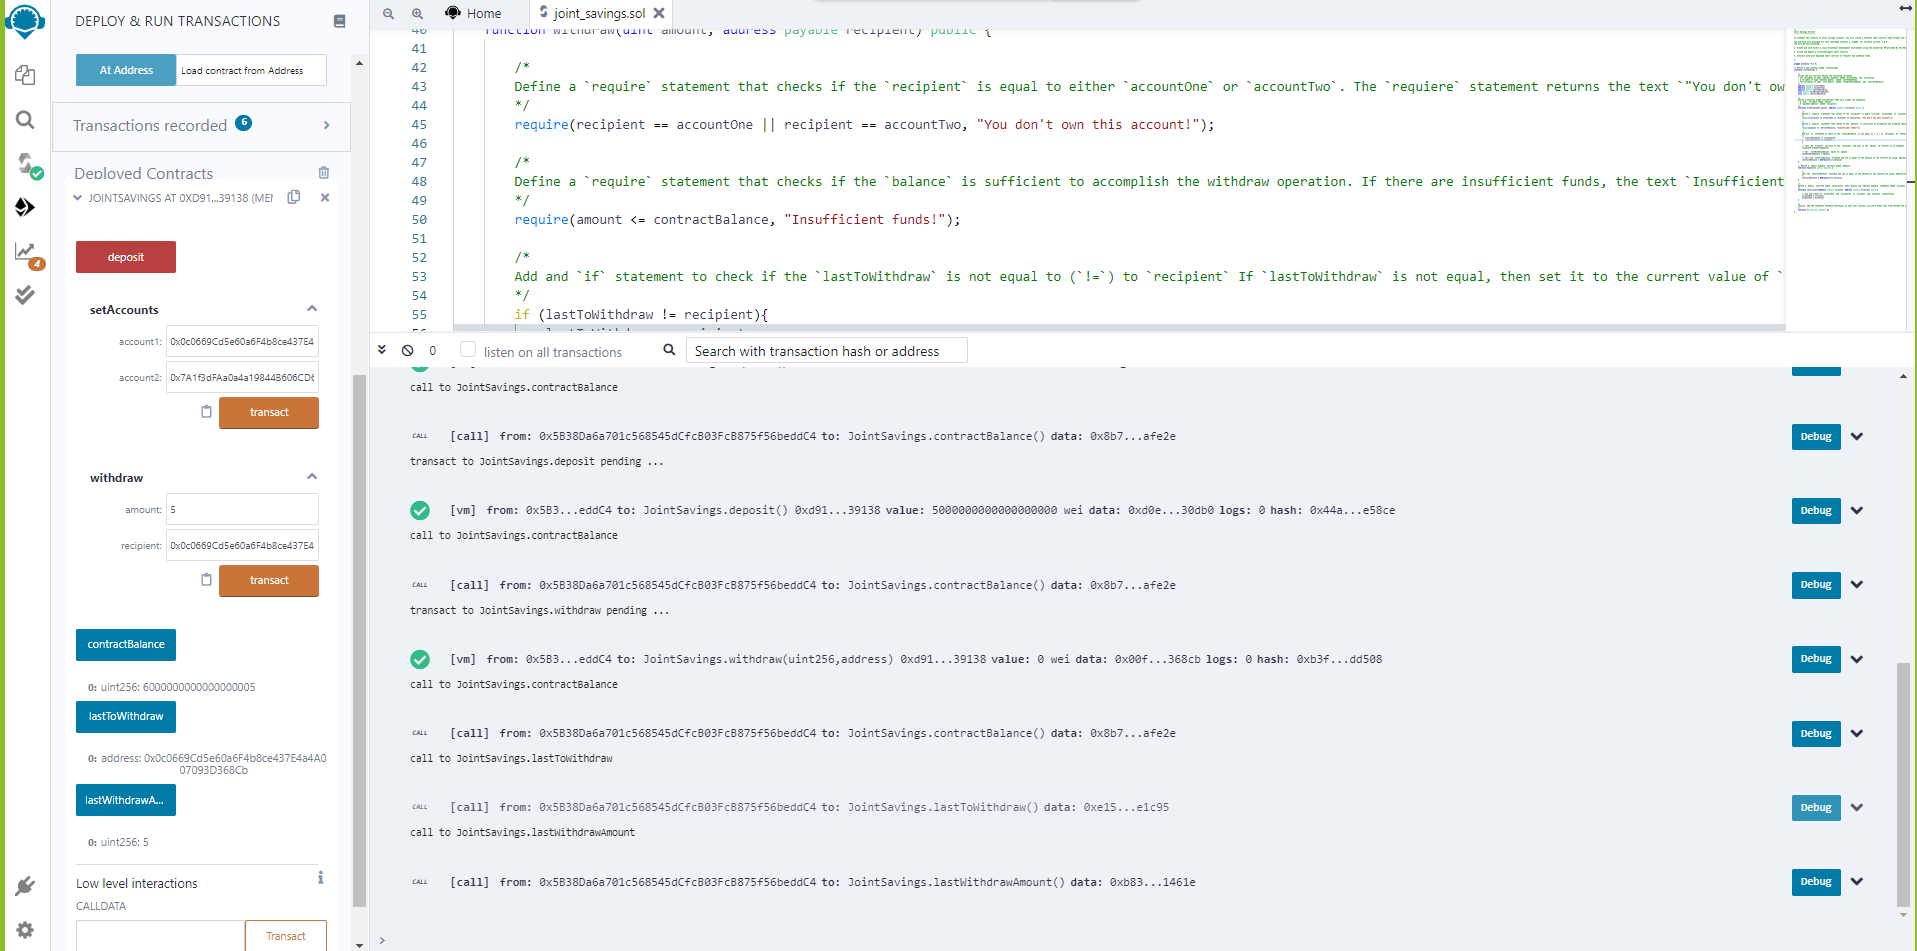 DEPLOY & RUN TRANSACTIONS
At Address
Load contract from Address
Transactions recorded 6
Deployed Contracts
JOINTSAVINGS AT 0XD91...39138 (MEM
deposit
setAccounts
account1: 0x0c0669Cd5e60a6F4b8ce437E4
account2: 0x7A1f3dFAa0a4a19844B606CD6
transact
withdraw
amount: 5
recipient: 0x0c0669Cd5e60a6F4b8ce437E4
transact
contractBalance
0: uint256: 6000000000000000005
lastToWithdraw
0: address: 0x0c0669Cd5e60a6F4b8ce437E4a4A0
07093D368Cb
lastWithdrawA...
0: uint256: 5
Low level interactions
CALLDATA
Transact
4
Home
joint_savings.sol
40 function withdraw(uint amount, address payable recipient) public {
41
42 /*
43 Define a `require` statement that checks if the `recipient` is equal to either `accountOne` or `accountTwo`. The `requiere` statement returns the text `"You don't ow
44 */
45 require(recipient == accountOne || recipient == accountTwo, "You don't own this account!");
46
47 /*
48 Define a `require` statement that checks if the `balance` is sufficient to accomplish the withdraw operation. If there are insufficient funds, the text `Insufficient
49 */
50 require(amount <= contractBalance, "Insufficient funds!");
51
52 /*
53 Add and `if` statement to check if the `lastToWithdraw` is not equal to (`!=`) to `recipient` If `lastToWithdraw` is not equal, then set it to the current value of `
54 */
55 if (lastToWithdraw != recipient){
0
listen on all transactions
Search with transaction hash or address
call to JointSavings.contractBalance
CALL [call] from: 0x5B38Da6a701c568545dCfcB03FcB875f56beddC4 to: JointSavings.contractBalance() data: 0x8b7...afe2e
Debug
transact to JointSavings.deposit pending ...
[vm] from: 0x5B3...eddC4 to: JointSavings.deposit() 0xd91...39138 value: 5000000000000000000 wei data: 0xd0e...30db0 logs: 0 hash: 0x44a...e58ce
Debug
call to JointSavings.contractBalance
CALL [call] from: 0x5B38Da6a701c568545dCfcB03FcB875f56beddC4 to: JointSavings.contractBalance() data: 0x8b7...afe2e
Debug
transact to JointSavings.withdraw pending ...
[vm] from: 0x5B3...eddC4 to: JointSavings.withdraw(uint256,address) 0xd91...39138 value: 0 wei data: 0x00f...368cb logs: 0 hash: 0xb3f...dd508
Debug
call to JointSavings.contractBalance
CALL [call] from: 0x5B38Da6a701c568545dCfcB03FcB875f56beddC4 to: JointSavings.contractBalance() data: 0x8b7...afe2e
Debug
call to JointSavings.lastToWithdraw
CALL [call] from: 0x5B38Da6a701c568545dCfcB03FcB875f56beddC4 to: JointSavings.lastToWithdraw() data: 0xe15...e1c95
Debug
call to JointSavings.lastWithdrawAmount
CALL [call] from: 0x5B38Da6a701c568545dCfcB03FcB875f56beddC4 to: JointSavings.lastWithdrawAmount() data: 0xb83...1461e
Debug
>